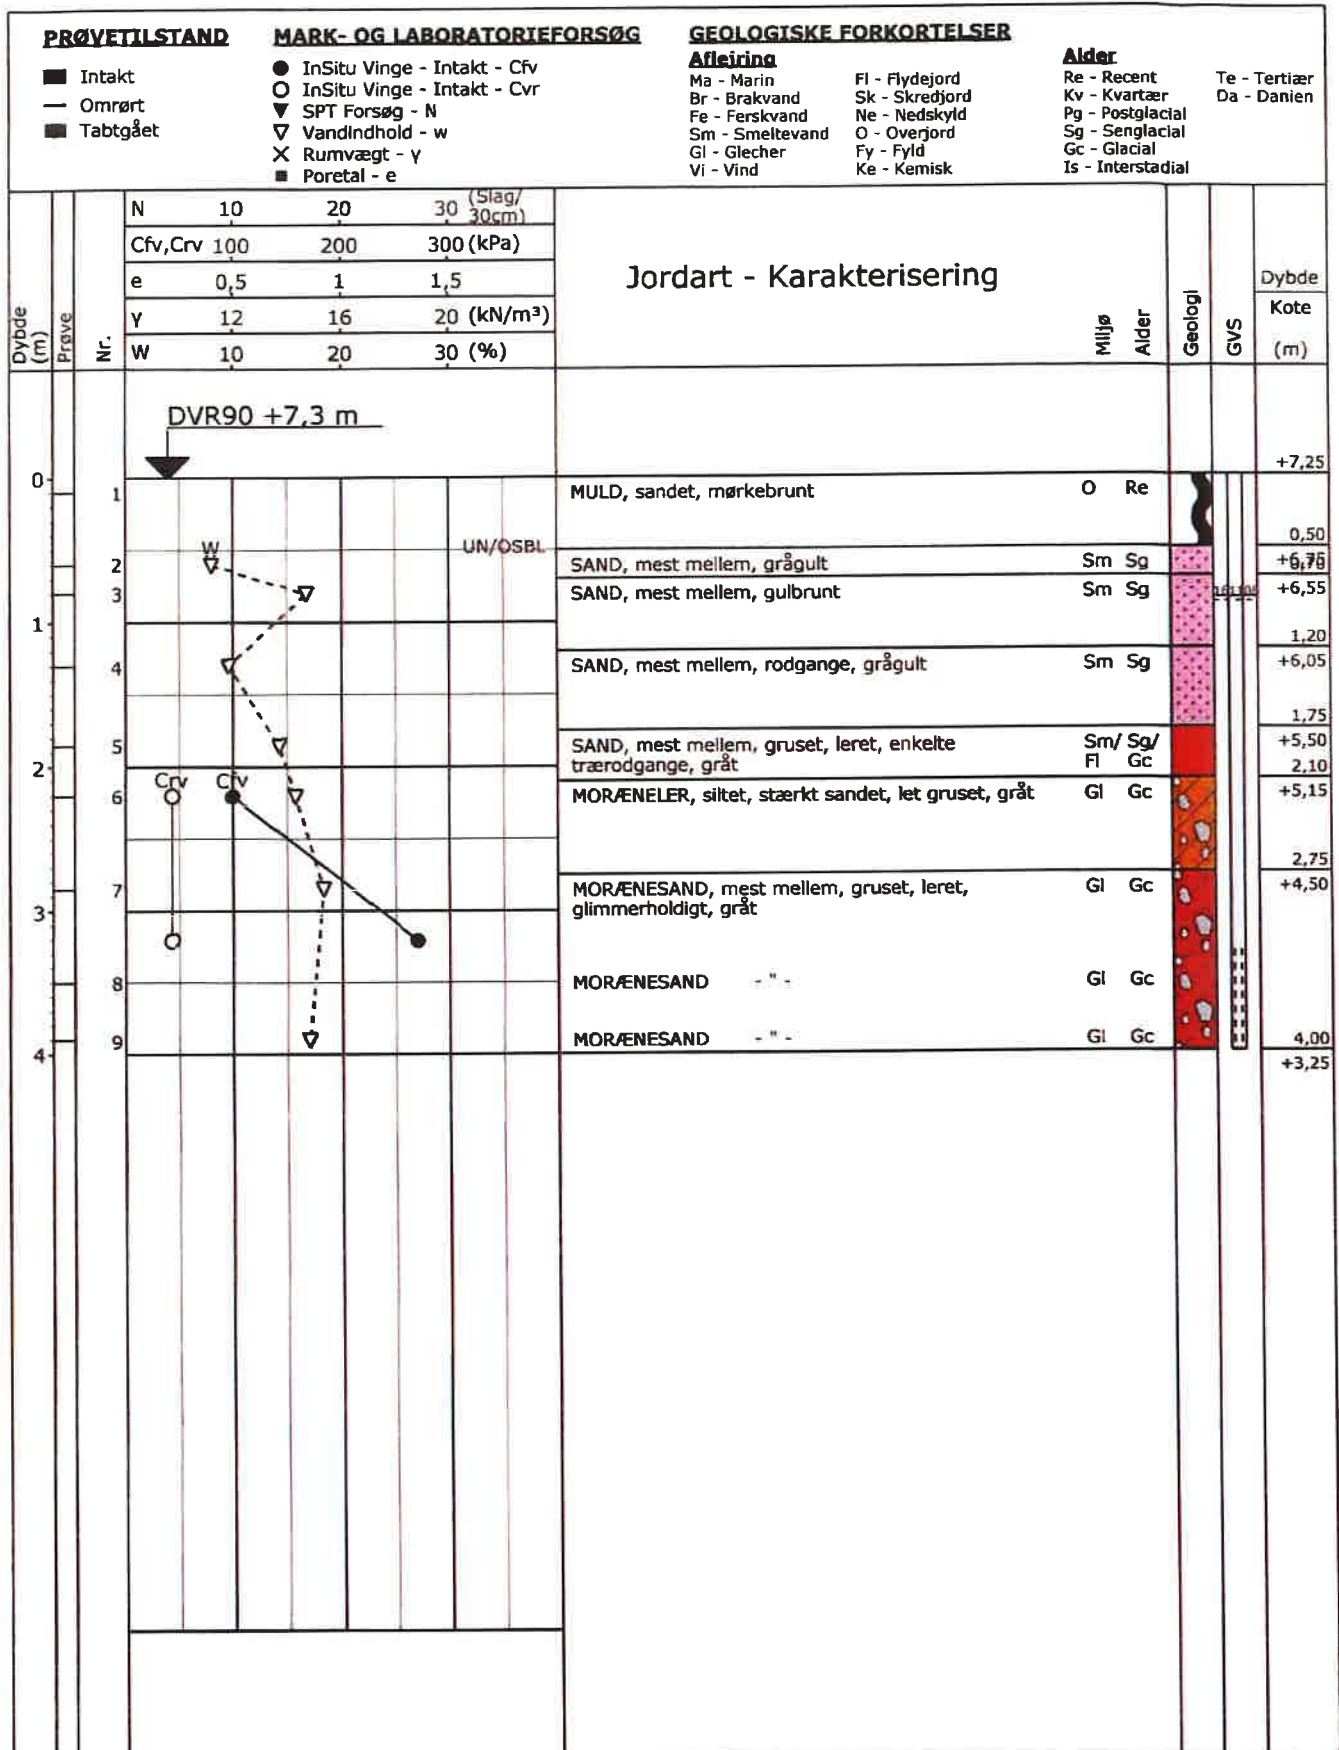 PRØVETILSTAND
Intakt
Omrørt
Tabtgået
MARK- OG LABORATORIEFORSØG
InSitu Vinge - Intakt - Cfv
InSitu Vinge - Intakt - Cvr
SPT Forsøg - N
Vandindhold - w
Rumvægt - γ
Poretal - e
GEOLOGISKE FORKORTELSER
Aflejring
Ma - Marin
Br - Brakvand
Fe - Ferskvand
Sm - Smeltevand
Gl - Glecher
Vi - Vind
Fl - Flydejord
Sk - Skredjord
Ne - Nedskyld
O - Overjord
Fy - Fyld
Ke - Kemisk
Alder
Re - Recent
Kv - Kvartær
Pg - Postglacial
Sg - Senglacial
Gc - Glacial
Is - Interstadial
Te - Tertiær
Da - Danien
Dybde (m)
Prøve
Nr.
N 10 20 30 (Slag/30cm)
Cfv,Crv 100 200 300 (kPa)
e 0,5 1 1,5
γ 12 16 20 (kN/m³)
W 10 20 30 (%)
Jordart - Karakterisering
Miljø
Alder
Geologi
GVS
Dybde
Kote
(m)
DVR90 +7,3 m
+7,25
0
1 MULD, sandet, mørkebrunt O Re
0,50
W UN/OSBL
2 SAND, mest mellem, grågult Sm Sg +6,75
0,70
3 SAND, mest mellem, gulbrunt Sm Sg +6,55
1
1,20
4 SAND, mest mellem, rodgange, grågult Sm Sg +6,05
1,75
5 SAND, mest mellem, gruset, leret, enkelte Sm/ Sg/ +5,50
trærodgange, gråt Fl Gc 2,10
2
Crv Cfv
6 MORÆNELER, siltet, stærkt sandet, let gruset, gråt Gl Gc +5,15
2,75
7 MORÆNESAND, mest mellem, gruset, leret, Gl Gc +4,50
glimmerholdigt, gråt
3
8 MORÆNESAND - " - Gl Gc
9 MORÆNESAND - " - Gl Gc 4,00
4
+3,25